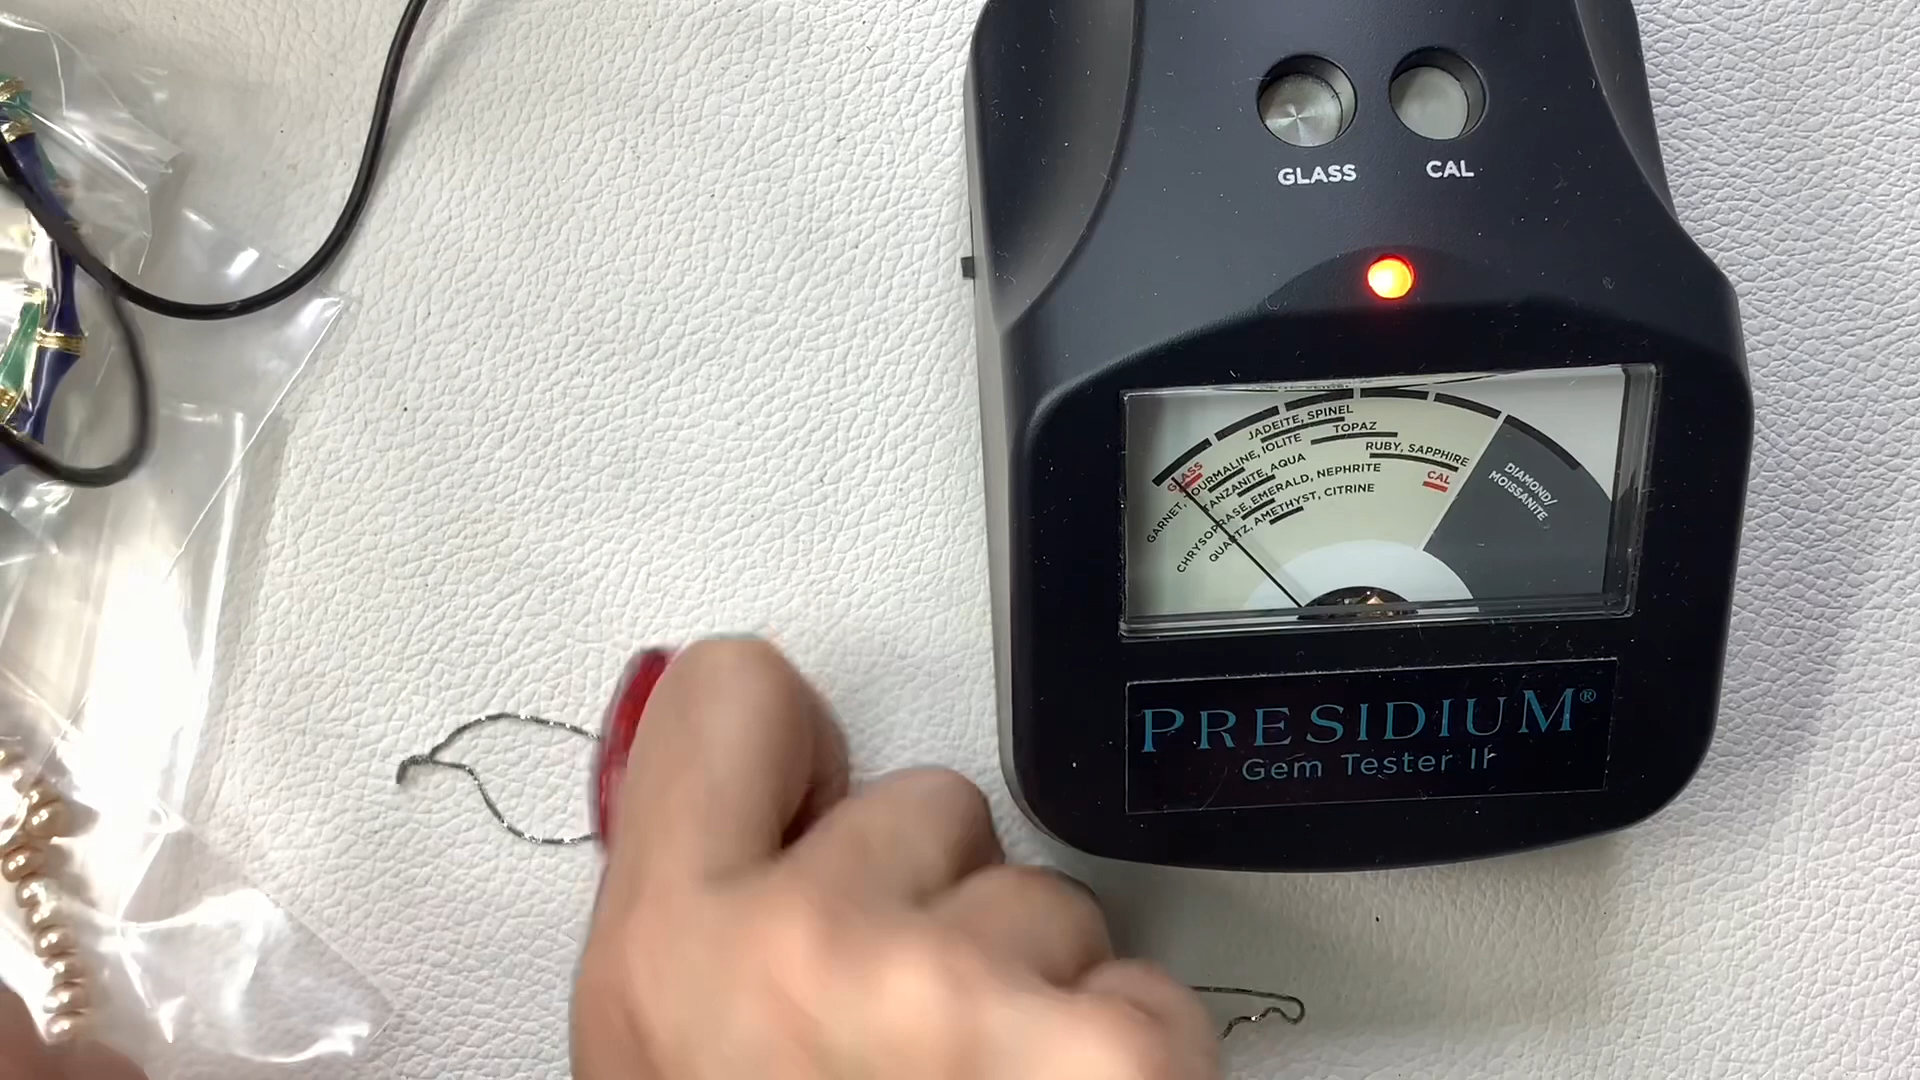 GLASS CAL
JADEITE, SPINEL
TOPAZ
RUBY, SAPPHIRE
GLASS
GARNET, TOURMALINE, IOLITE
TANZANITE, AQUA
CAL
CHRYSOPRASE, EMERALD, NEPHRITE
QUARTZ, AMETHYST, CITRINE
DIAMOND/
MOISSANITE
PRESIDIUM®
Gem Tester II